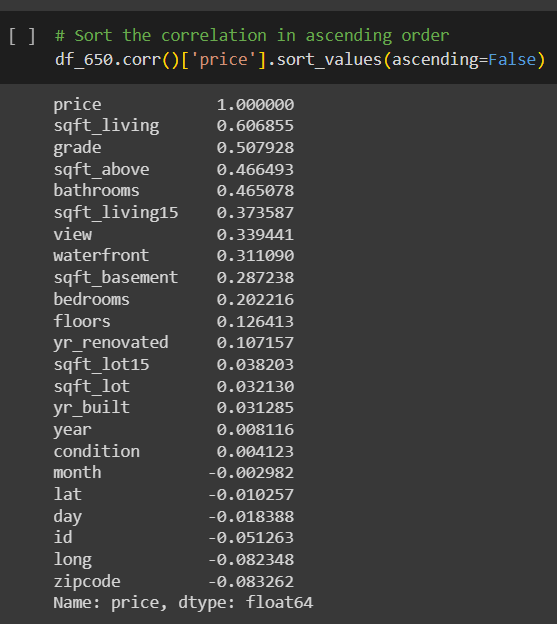 [ ] # Sort the correlation in ascending order
df_650.corr()['price'].sort_values(ascending=False)
price 1.000000
sqft_living 0.606855
grade 0.507928
sqft_above 0.466493
bathrooms 0.465078
sqft_living15 0.373587
view 0.339441
waterfront 0.311090
sqft_basement 0.287238
bedrooms 0.202216
floors 0.126413
yr_renovated 0.107157
sqft_lot15 0.038203
sqft_lot 0.032130
yr_built 0.031285
year 0.008116
condition 0.004123
month -0.002982
lat -0.010257
day -0.018388
id -0.051263
long -0.082348
zipcode -0.083262
Name: price, dtype: float64